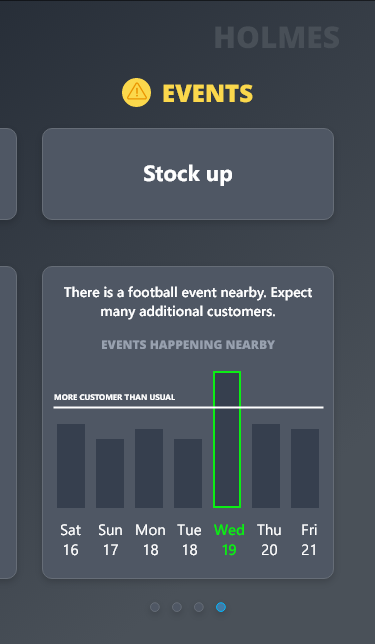 HOLMES
EVENTS
Stock up
There is a football event nearby. Expect
many additional customers.
EVENTS HAPPENING NEARBY
MORE CUSTOMER THAN USUAL
Sat Sun Mon Tue Wed Thu Fri
16 17 18 18 19 20 21